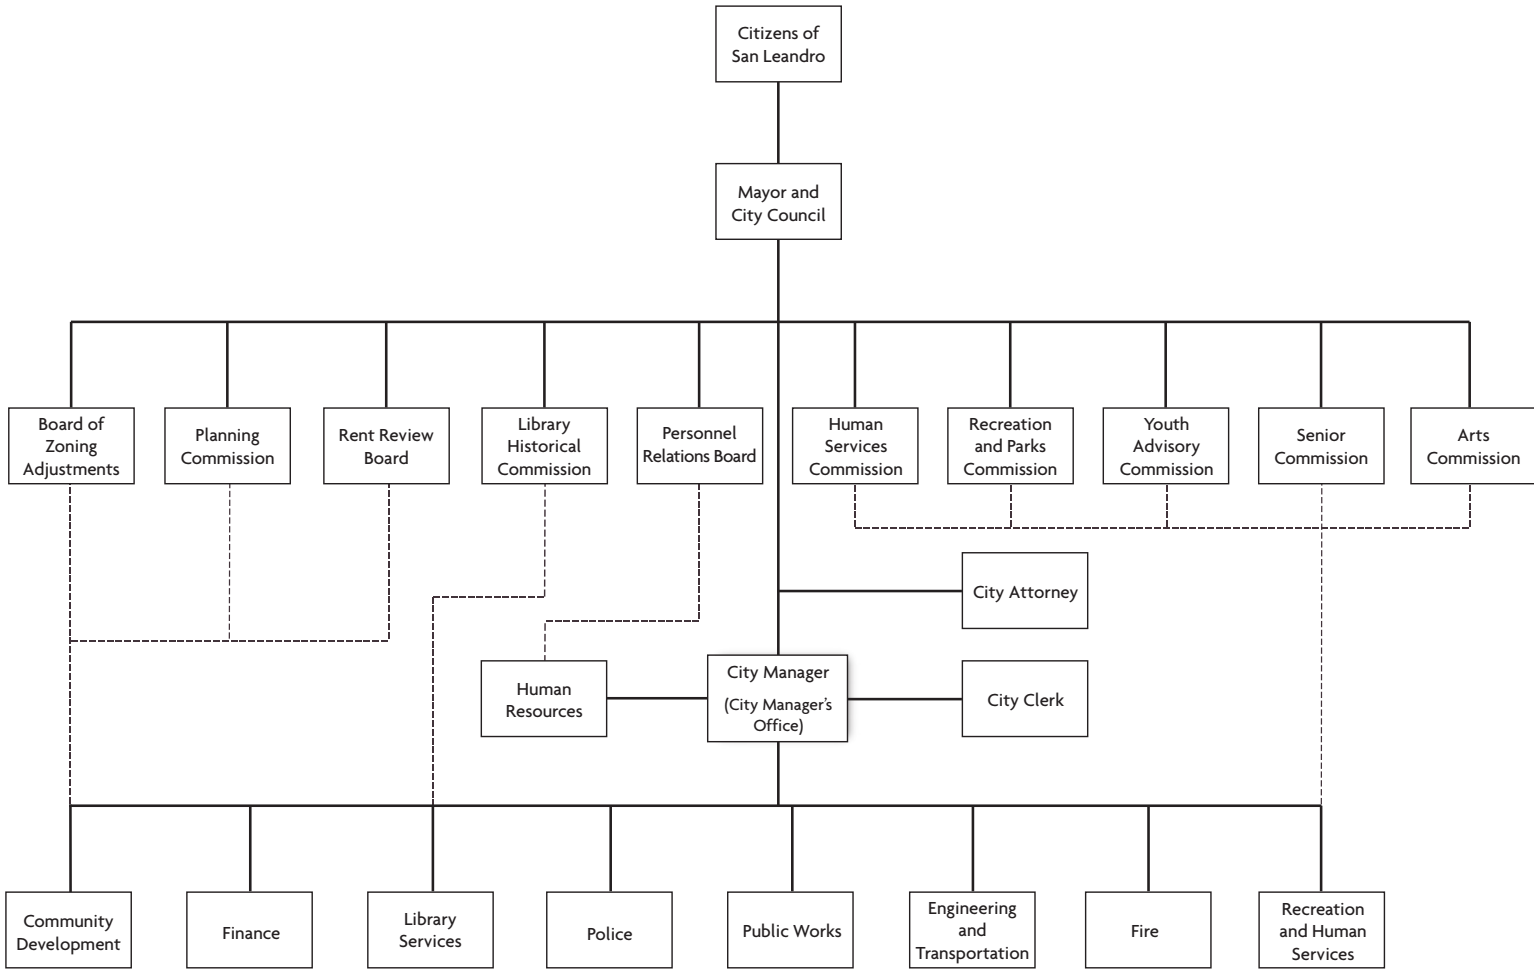 Citizens of
San Leandro
Mayor and
City Council
Board of
Zoning
Adjustments
Planning
Commission
Rent Review
Board
Library
Historical
Commission
Personnel
Relations Board
Human
Services
Commission
Recreation
and Parks
Commission
Youth
Advisory
Commission
Senior
Commission
Arts
Commission
City Attorney
Human
Resources
City Manager
(City Manager's
Office)
City Clerk
Community
Development
Finance
Library
Services
Police
Public Works
Engineering
and
Transportation
Fire
Recreation
and Human
Services